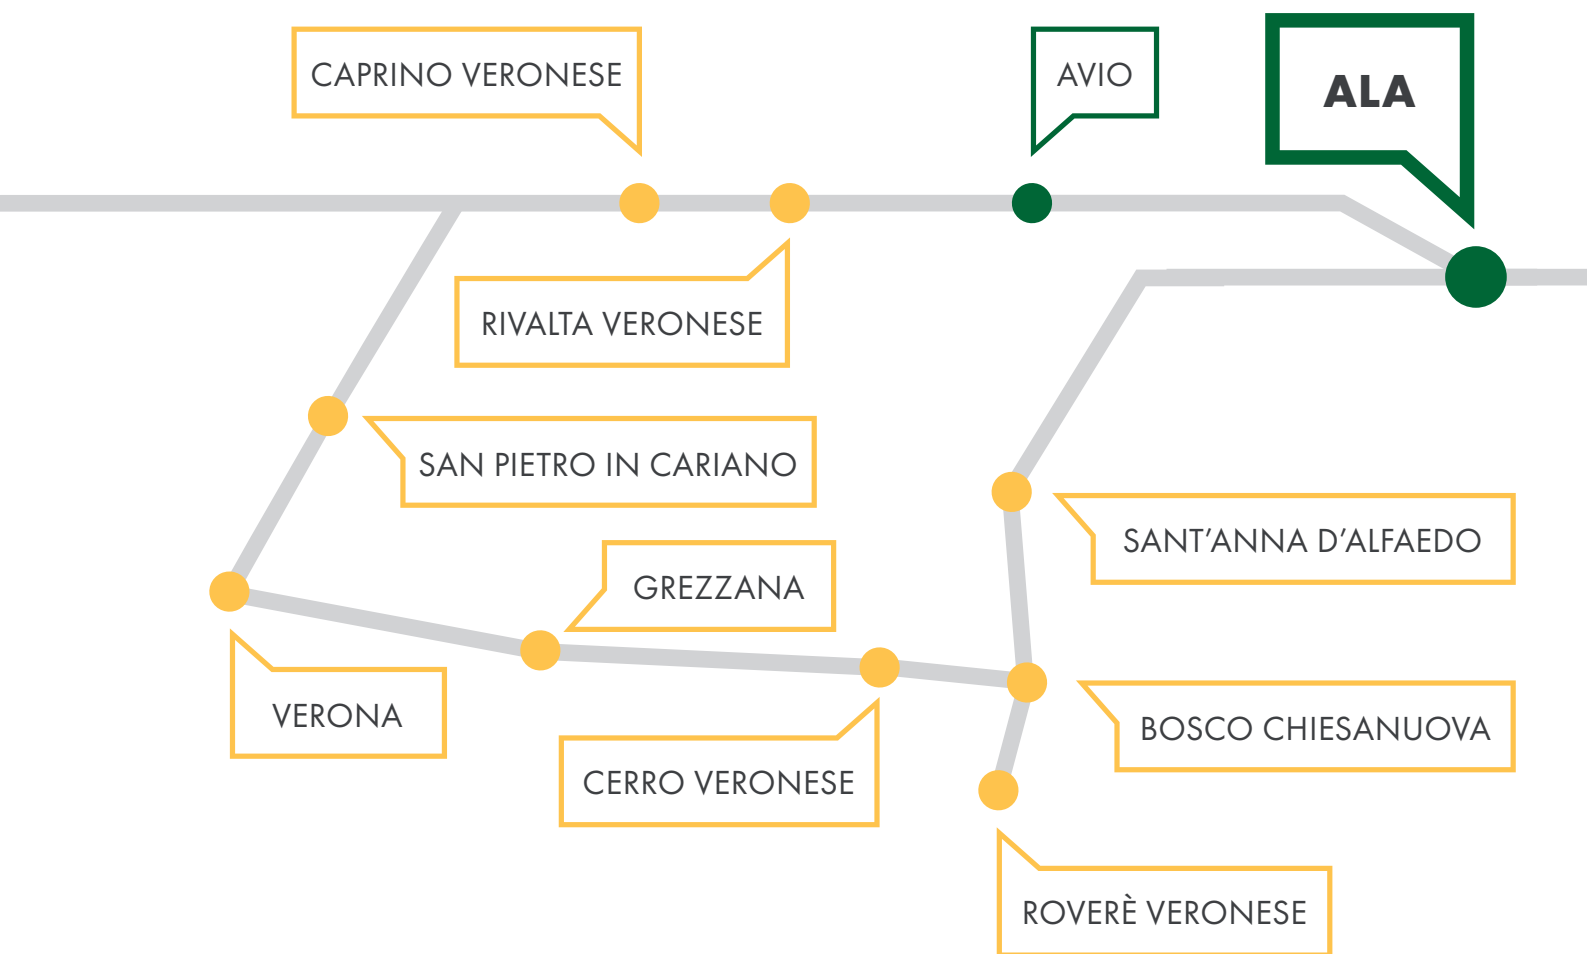 CAPRINO VERONESE
AVIO
ALA
RIVALTA VERONESE
SAN PIETRO IN CARIANO
SANT’ANNA D’ALFAEDO
GREZZANA
VERONA
BOSCO CHIESANUOVA
CERRO VERONESE
ROVERÈ VERONESE